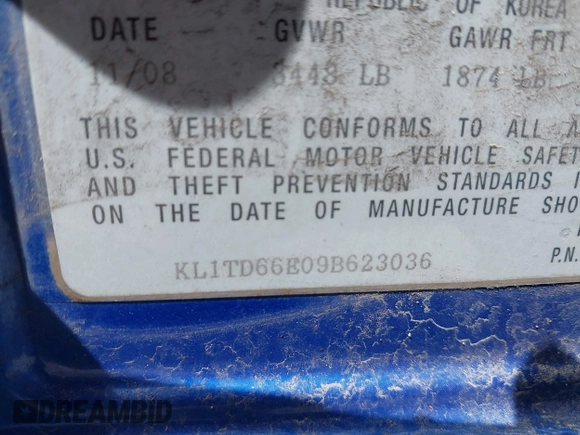 REPUBLIC OF KOREA
DATE GVWR GAWR FRT
11/08 3443 LB 1874 LB
THIS VEHICLE CONFORMS TO ALL A
U.S. FEDERAL MOTOR VEHICLE SAFET
AND THEFT PREVENTION STANDARDS I
ON THE DATE OF MANUFACTURE SHO
P.N.
KL1TD66E09B623036
DREAMBID